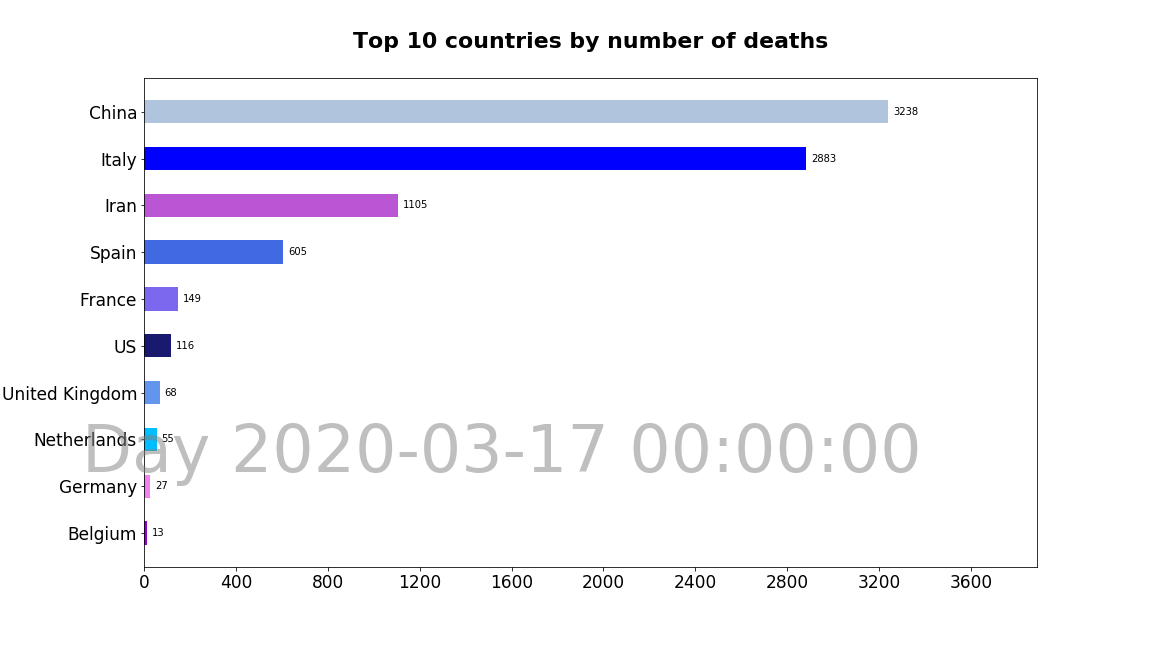 Top 10 countries by number of deaths
China 3238
Italy 2883
Iran 1105
Spain 605
France 149
US 116
United Kingdom 68
Netherlands 55
Day 2020-03-17 00:00:00
Germany 27
Belgium 13
0 400 800 1200 1600 2000 2400 2800 3200 3600